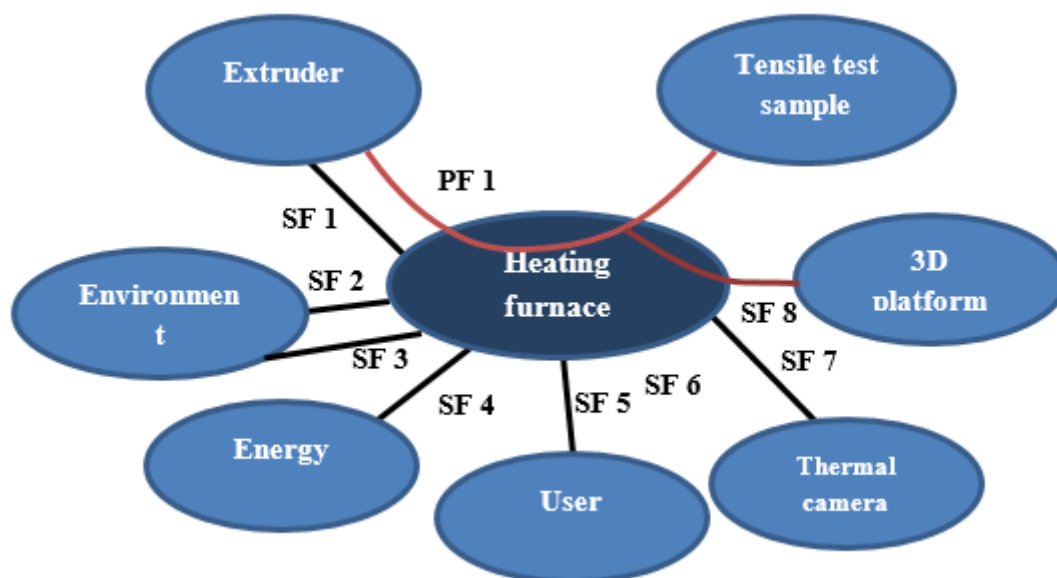 Extruder
Tensile test
sample
PF 1
SF 1
Heating
furnace
3D
platform
SF 2
Environmen
t
SF 8
SF 3
SF 7
SF 6
SF 4
SF 5
Energy
Thermal
camera
User